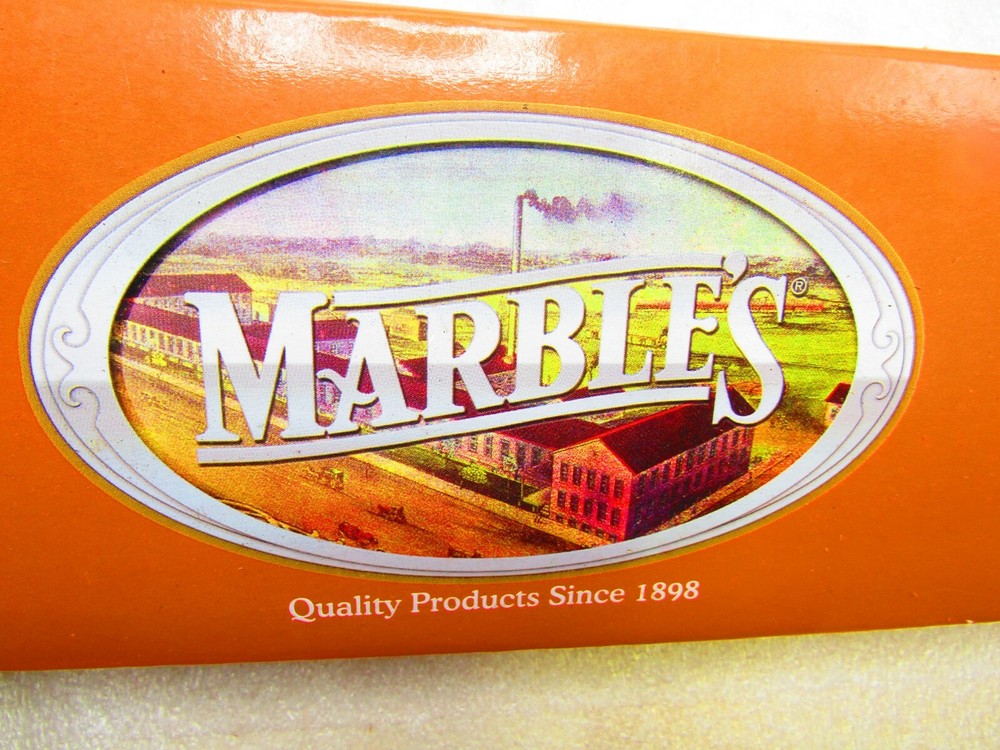 MARBLE'S®
Quality Products Since 1898